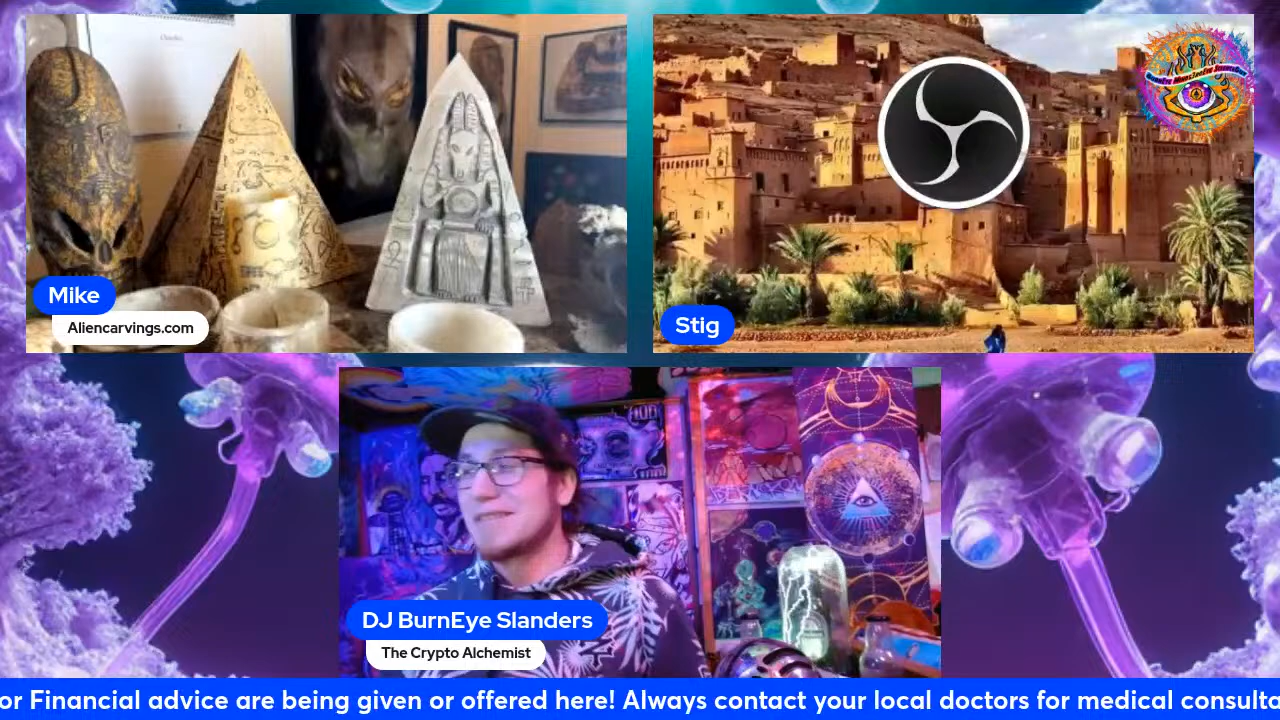 Mike
Aliencarvings.com
Stig
DJ BurnEye Slanders
The Crypto Alchemist
or Financial advice are being given or offered here! Always contact your local doctors for medical consulta